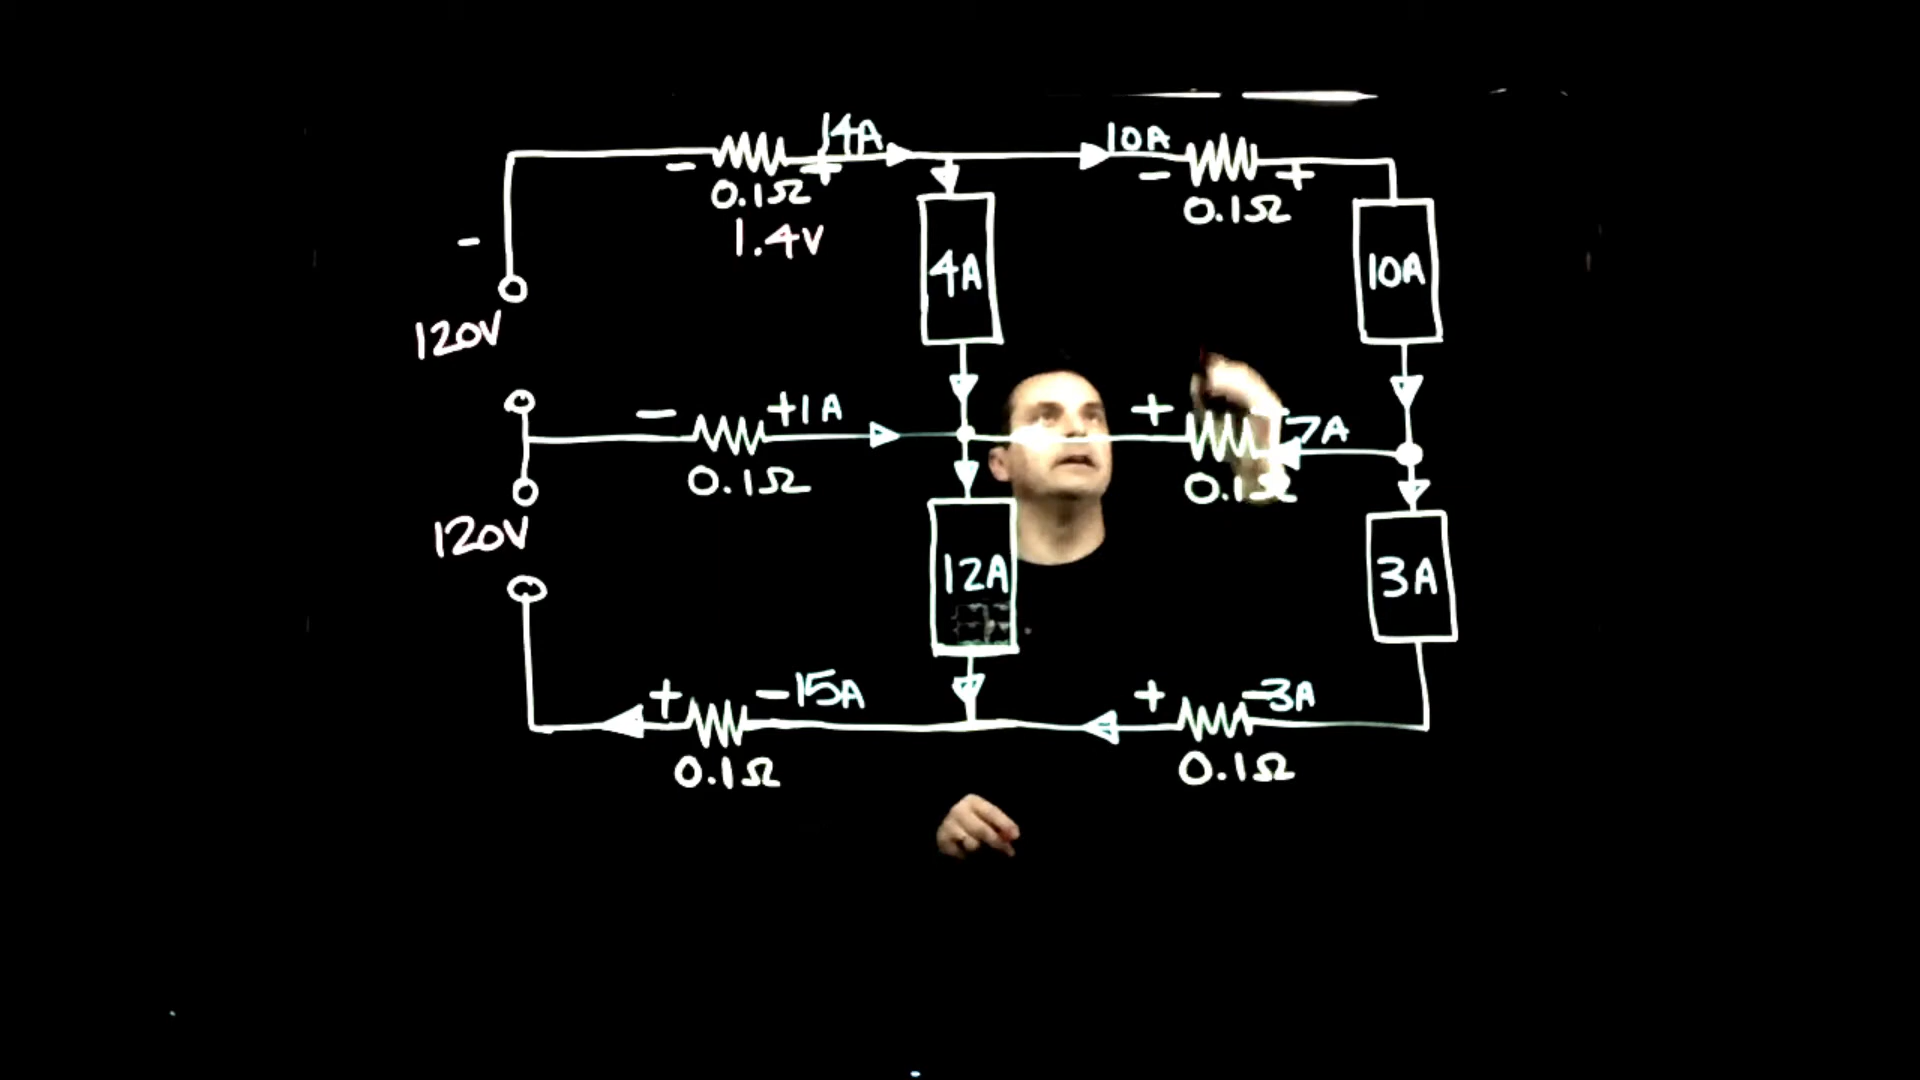 14A
10A
- +
- +
0.1Ω
0.1Ω
1.4V
-
4A
10A
120V
- +1A
+ 7A
0.1Ω
0.1Ω
120V
12A
3A
+ -15A
+ -3A
0.1Ω
0.1Ω